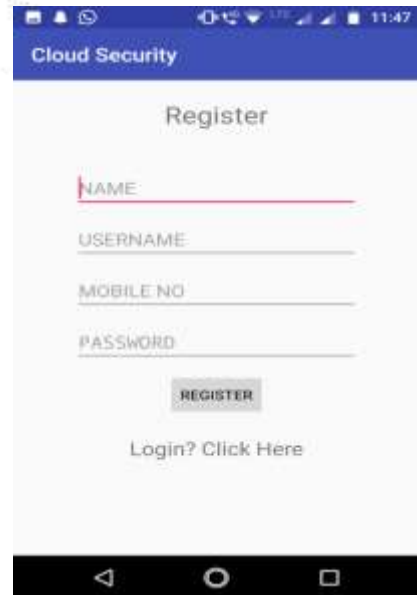 11:47
Cloud Security
Register
NAME
USERNAME
MOBILE NO
PASSWORD
REGISTER
Login? Click Here